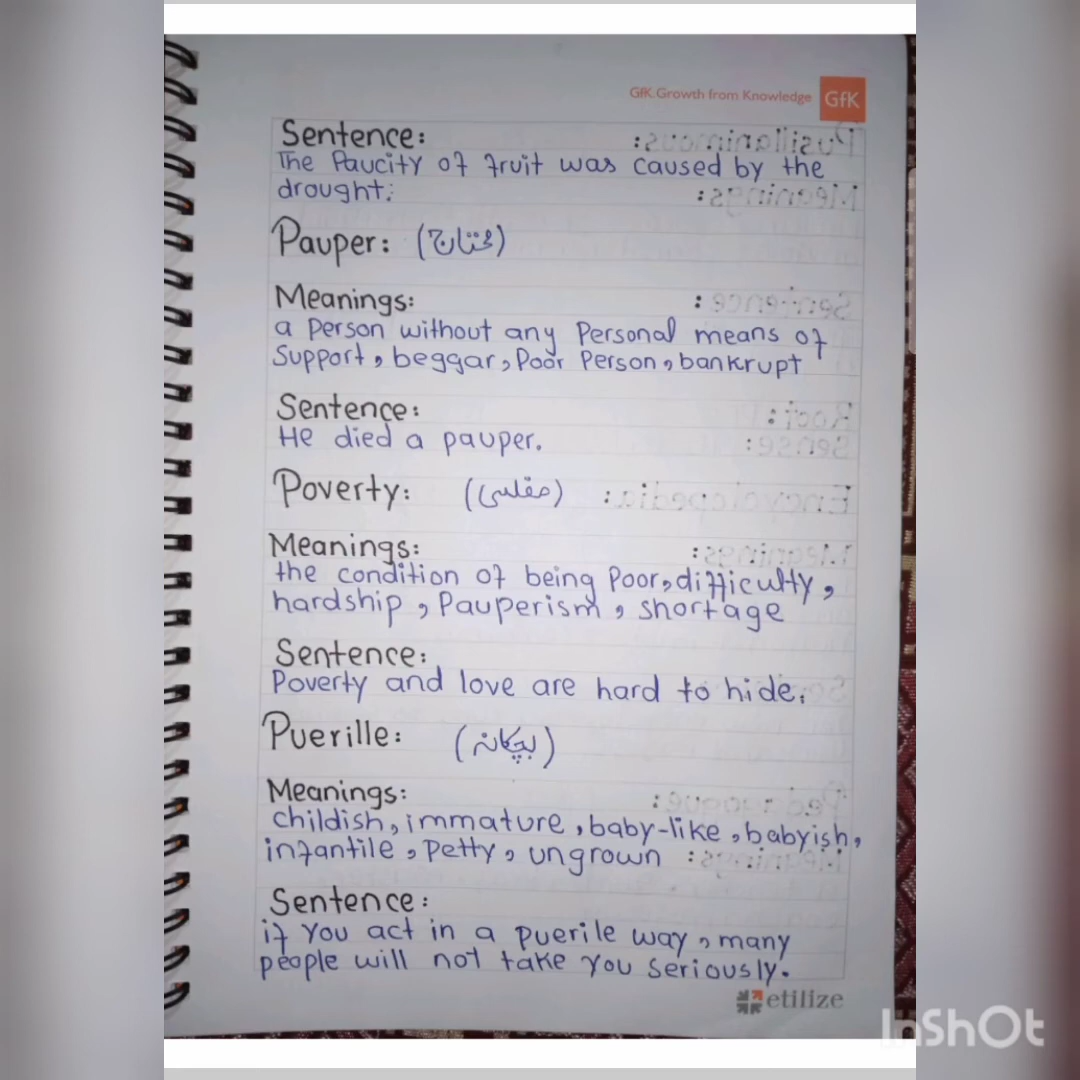 GfK. Growth from Knowledge GfK
Sentence:
The Paucity of fruit was caused by the
drought:
Pauper: (محتاج)
Meanings:
a person without any Personal means of
Support, beggar, Poor Person, bankrupt
Sentence:
He died a pauper.
Poverty: (مفلسی)
Meanings:
the condition of being Poor, difficulty,
hardship, Pauperism, shortage
Sentence:
Poverty and love are hard to hide.
Puerille: (بچکانہ)
Meanings:
childish, immature, baby-like, babyish,
infantile, Petty, ungrown
Sentence:
if you act in a puerile way, many
people will not take you seriously.
etilize
InShOt